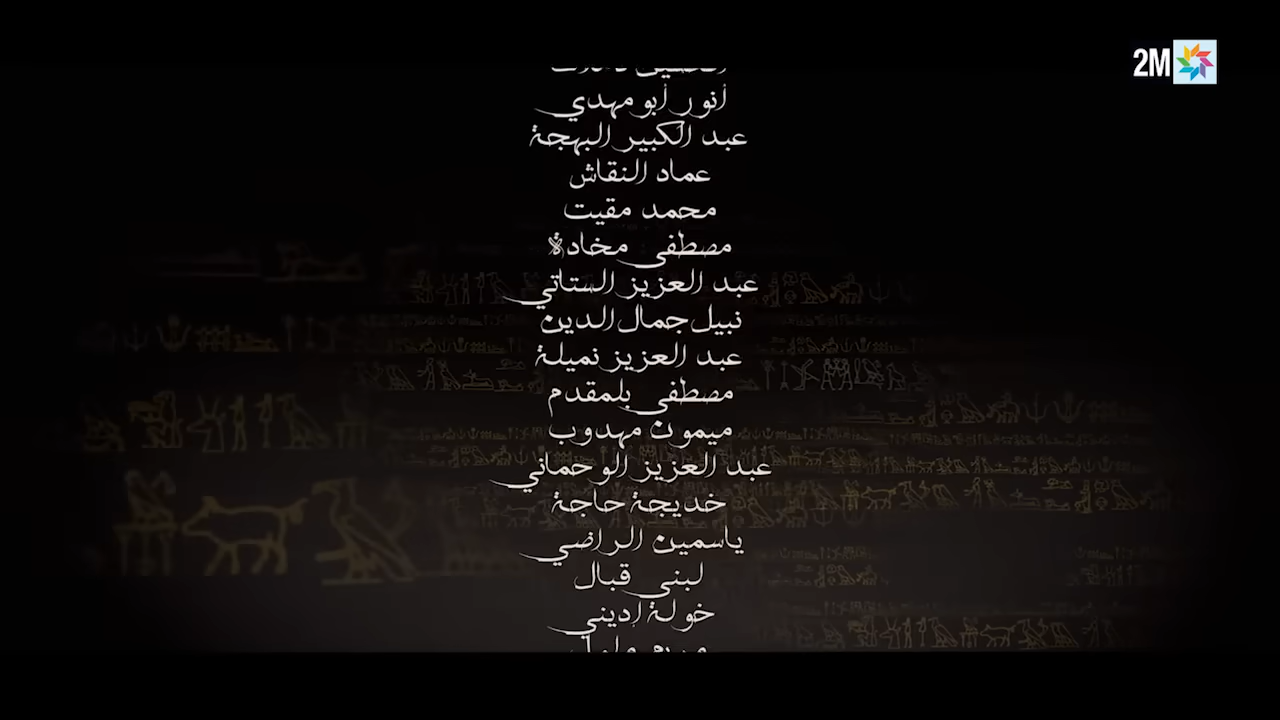 2M
أنور أبو مهدي
عبد الكبير البهجة
عماد النقاش
محمد مقيت
مصطفى مخادة
عبد العزيز الستاتي
نبيل جمال الدين
عبد العزيز نميلة
مصطفى بلمقدم
ميمون مهدوب
عبد العزيز الوحماني
خديجة حاجة
ياسمين الراضي
لبنى قبال
خولة إديني